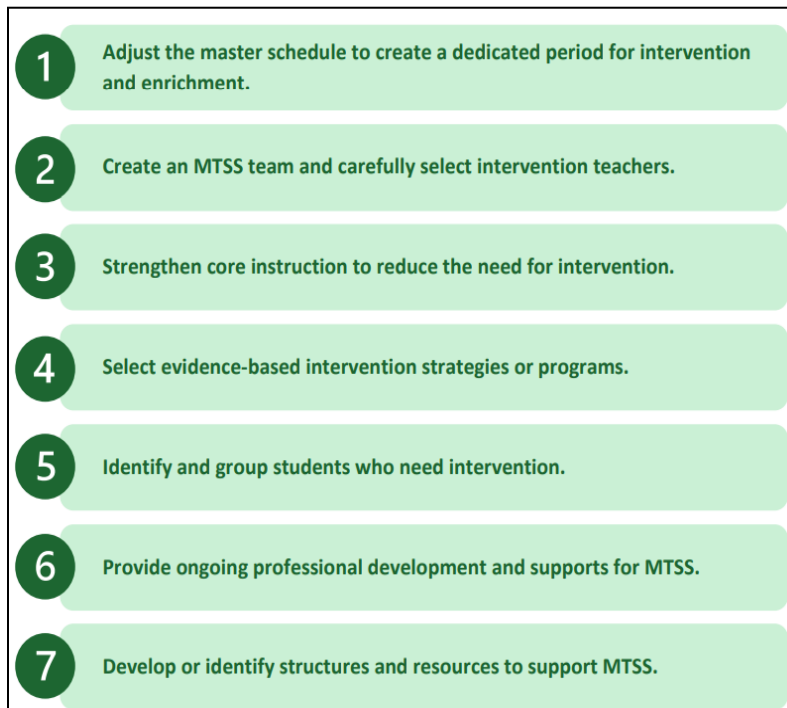 1
Adjust the master schedule to create a dedicated period for intervention
and enrichment.
2
Create an MTSS team and carefully select intervention teachers.
3
Strengthen core instruction to reduce the need for intervention.
4
Select evidence-based intervention strategies or programs.
5
Identify and group students who need intervention.
6
Provide ongoing professional development and supports for MTSS.
7
Develop or identify structures and resources to support MTSS.